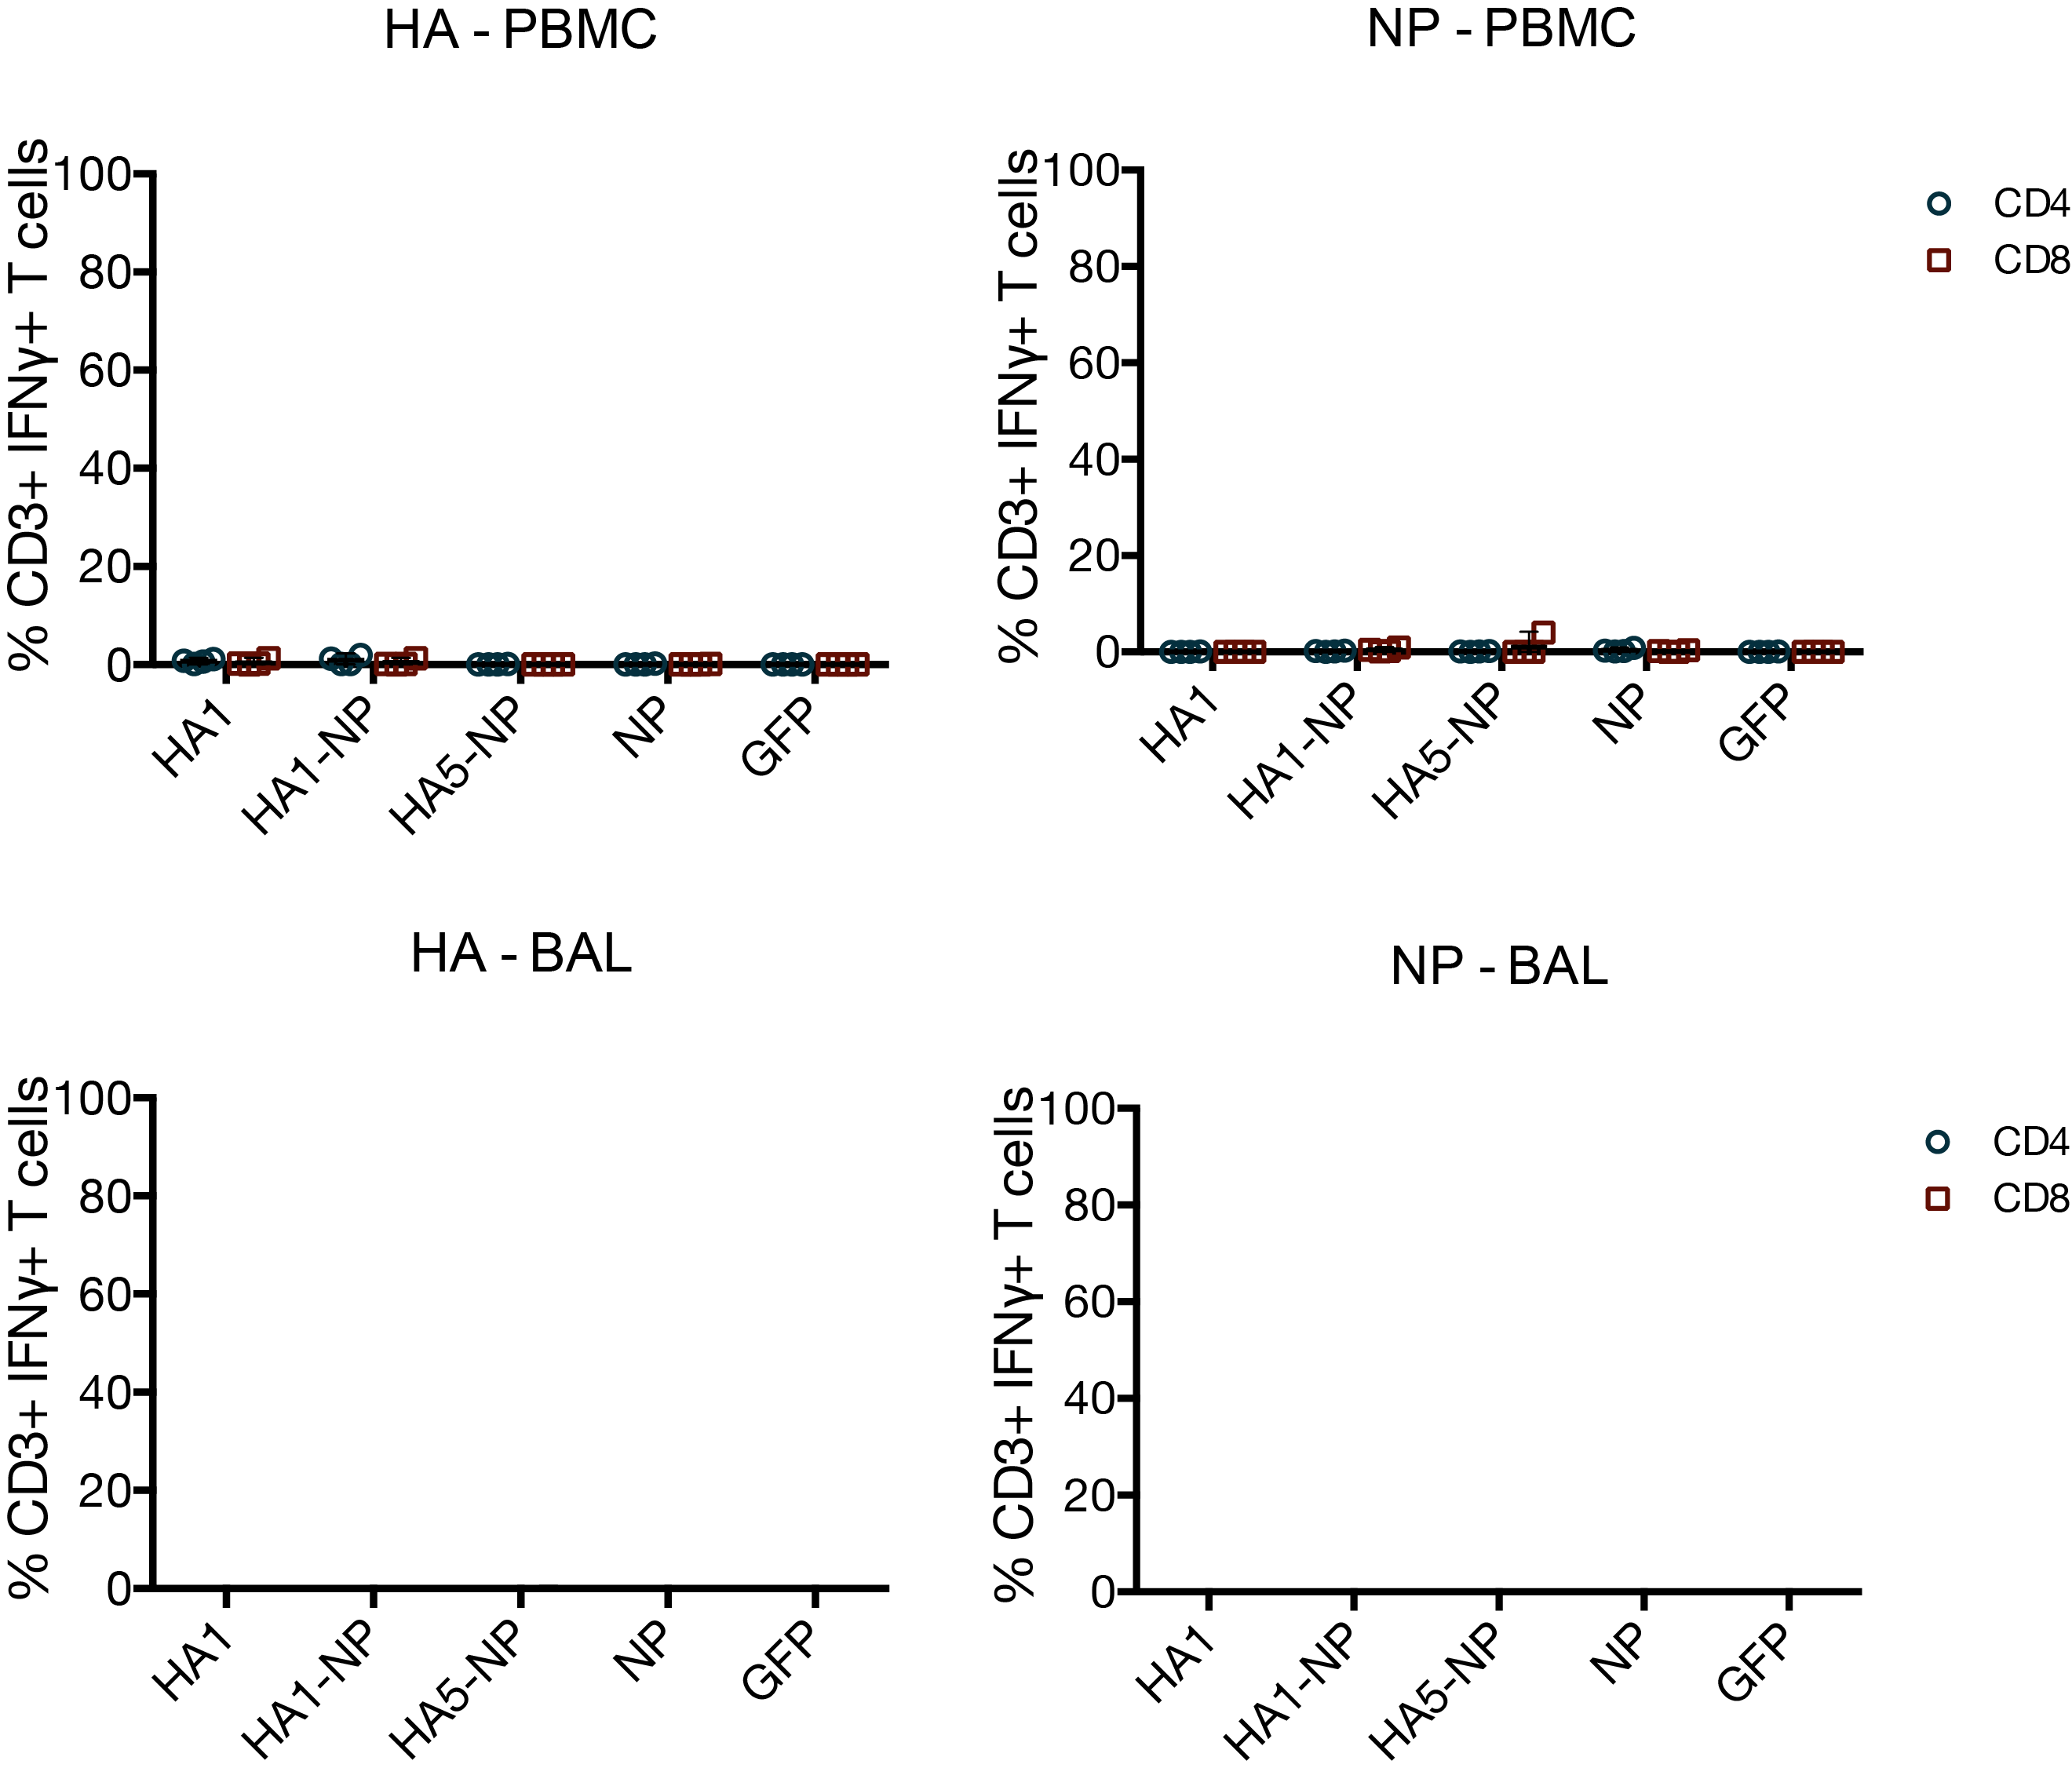 HA - PBMC
% CD3+ IFNγ+ T cells
100
80
60
40
20
0
HA1
HA1-NP
HA5-NP
NP
GFP
NP - PBMC
% CD3+ IFNγ+ T cells
100
80
60
40
20
0
HA1
HA1-NP
HA5-NP
NP
GFP
CD4
CD8
HA - BAL
% CD3+ IFNγ+ T cells
100
80
60
40
20
0
HA1
HA1-NP
HA5-NP
NP
GFP
NP - BAL
% CD3+ IFNγ+ T cells
100
80
60
40
20
0
HA1
HA1-NP
HA5-NP
NP
GFP
CD4
CD8